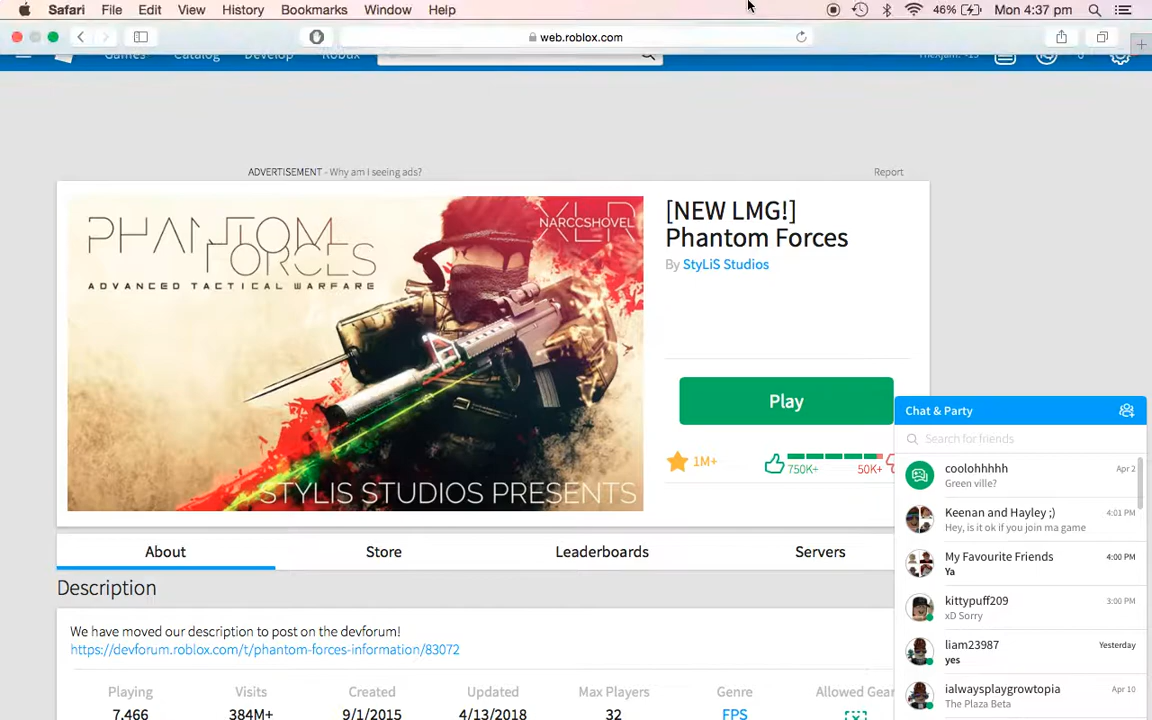 Safari File Edit View History Bookmarks Window Help 46% Mon 4:37 pm
web.roblox.com
Games Catalog Develop Robux
ADVERTISEMENT - Why am I seeing ads? Report
PHANTOM
FORCES
ADVANCED TACTICAL WARFARE
XLR
NARCCSHOVEL
STYLIS STUDIOS PRESENTS
[NEW LMG!]
Phantom Forces
By StyLiS Studios
Play
1M+ 750K+ 50K+
About Store Leaderboards Servers
Description
We have moved our description to post on the devforum!
https://devforum.roblox.com/t/phantom-forces-information/83072
Playing Visits Created Updated Max Players Genre Allowed Gear
7,466 384M+ 9/1/2015 4/13/2018 32 FPS
Chat & Party
Search for friends
coolohhhhh Apr 2
Green ville?
Keenan and Hayley ;) 4:01 PM
Hey, is it ok if you join ma game
My Favourite Friends 4:00 PM
Ya
kittypuff209 3:00 PM
xD Sorry
liam23987 Yesterday
yes
ialwaysplaygrowtopia Apr 10
The Plaza Beta